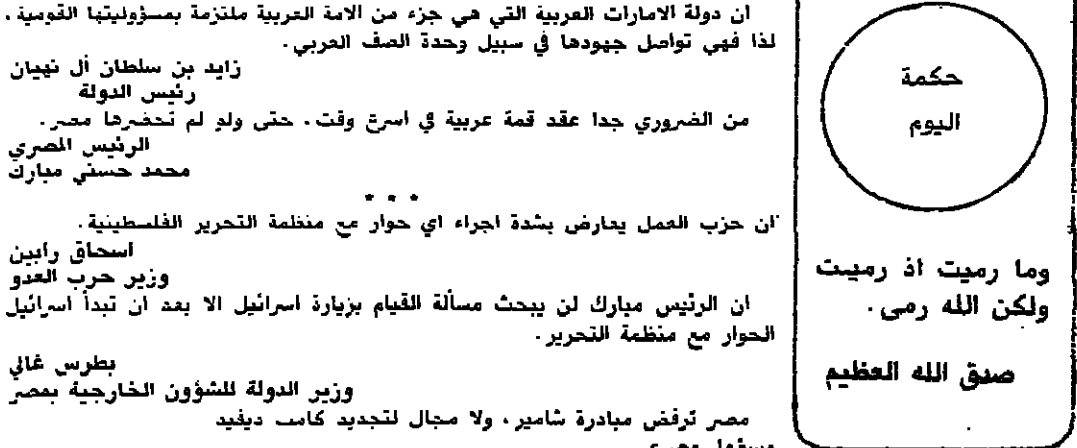 ان دولة الامارات العربية التي هي جزء من الامة العربية ملتزمة بمسؤوليتها القومية .
لذا فهي تواصل جهودها في سبيل وحدة الصف العربي .
زايد بن سلطان آل نهيان
رئيس الدولة
من الضروري جدا عقد قمة عربية في اسرع وقت . حتى ولو لم تحضرها مصر .
الرئيس المصري
محمد حسني مبارك
* * *
ان حزب العمل يعارض بشدة اجراء اي حوار مع منظمة التحرير الفلسطينية .
اسحاق رابين
وزير حرب العدو
ان الرئيس مبارك لن يبحث مسألة القيام بزيارة اسرائيل الا بعد ان تبدأ اسرائيل
الحوار مع منظمة التحرير .
بطرس غالي
وزير الدولة للشؤون الخارجية بمصر
مصر ترفض مبادرة شامير ، ولا مجال لتجديد كامب ديفيد
حكمة
اليوم
وما رميت اذ رميت
ولكن الله رمى .
صدق الله العظيم